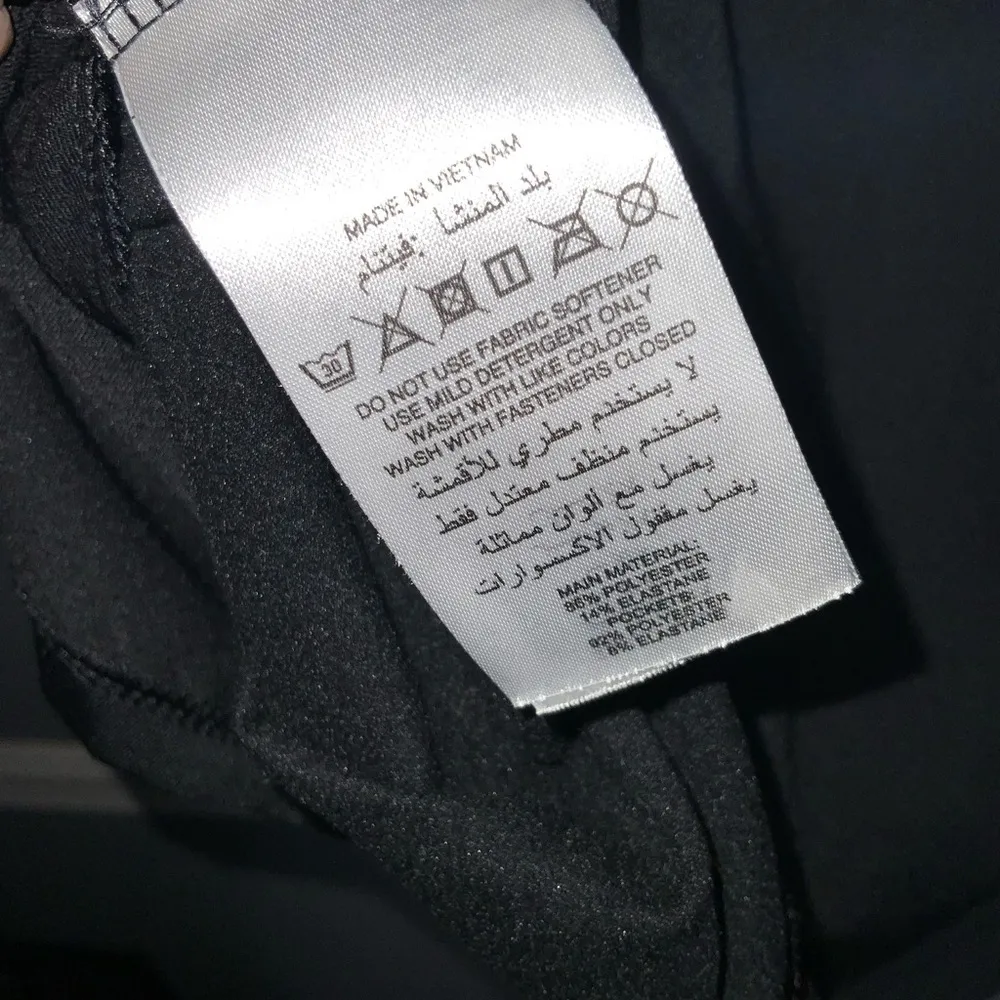 MADE IN VIETNAM
بلد المنشا :فيتنام
30
DO NOT USE FABRIC SOFTENER
USE MILD DETERGENT ONLY
WASH WITH LIKE COLORS
WASH WITH FASTENERS CLOSED
لا يستخدم مطري للأقمشة
يستخدم منظف معتدل فقط
يغسل مع ألوان مماثلة
يغسل مقفول الاكسسوارات
MAIN MATERIAL:
86% POLYESTER
14% ELASTANE
POCKETS:
92% POLYESTER
8% ELASTANE